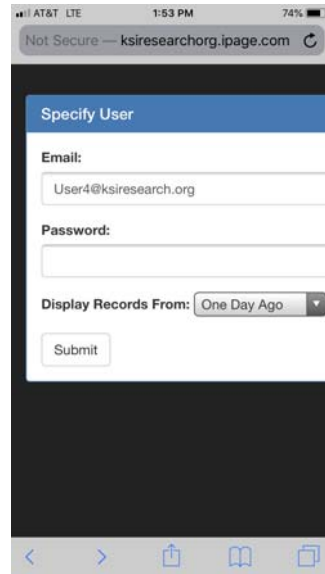 AT&T LTE 1:53 PM 74%
Not Secure — ksiresearchorg.ipage.com
Specify User
Email:
User4@ksiresearch.org
Password:
Display Records From: One Day Ago
Submit